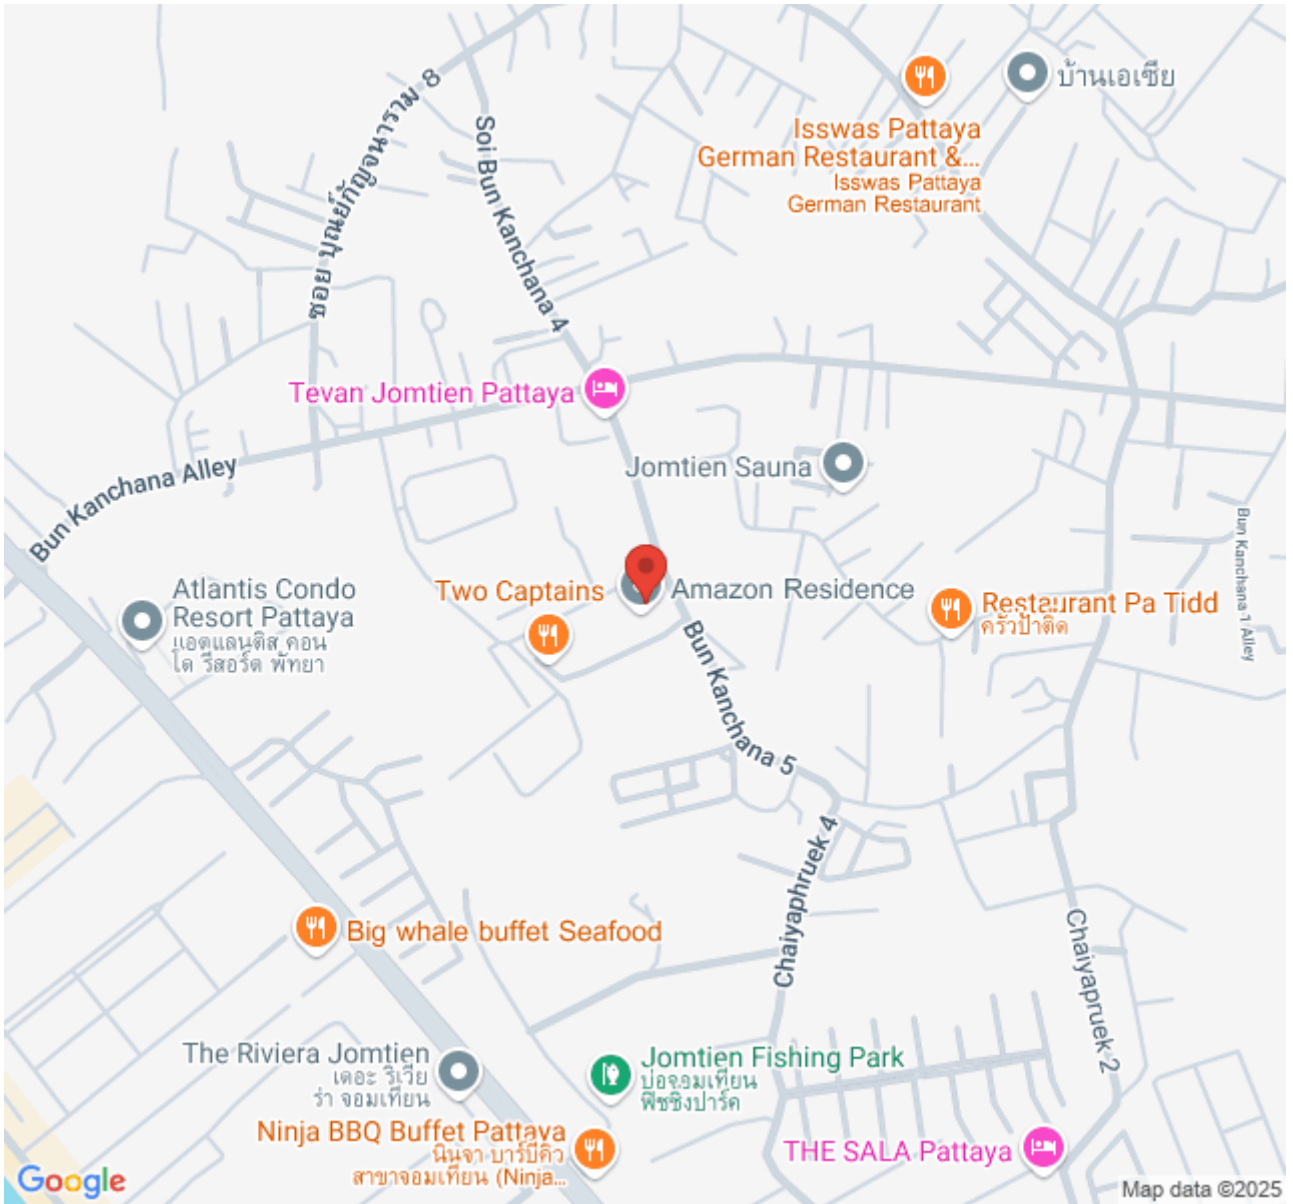 ซอย บุณย์กัญจนาราม 8
Soi Bun Kanchana 4
Isswas Pattaya
German Restaurant &...
Isswas Pattaya
German Restaurant
บ้านเอเซีย
Tevan Jomtien Pattaya
Jomtien Sauna
Bun Kanchana Alley
Bun Kanchana 1 Alley
Atlantis Condo
Resort Pattaya
แอตแลนติส คอน
โด รีสอร์ต พัทยา
Two Captains
Amazon Residence
Restaurant Pa Tidd
ครัวป้าติ๊ด
Bun Kanchana 5
Chaiyaphruek 4
Big whale buffet Seafood
Chaiyapruek 2
The Riviera Jomtien
เดอะ ริเวีย
ร่า จอมเทียน
Jomtien Fishing Park
บ่อจอมเทียน
ฟิชชิงปาร์ค
Ninja BBQ Buffet Pattaya
นินจา บาร์บีคิว
สาขาจอมเทียน (Ninja...
THE SALA Pattaya
Google
Map data ©2025